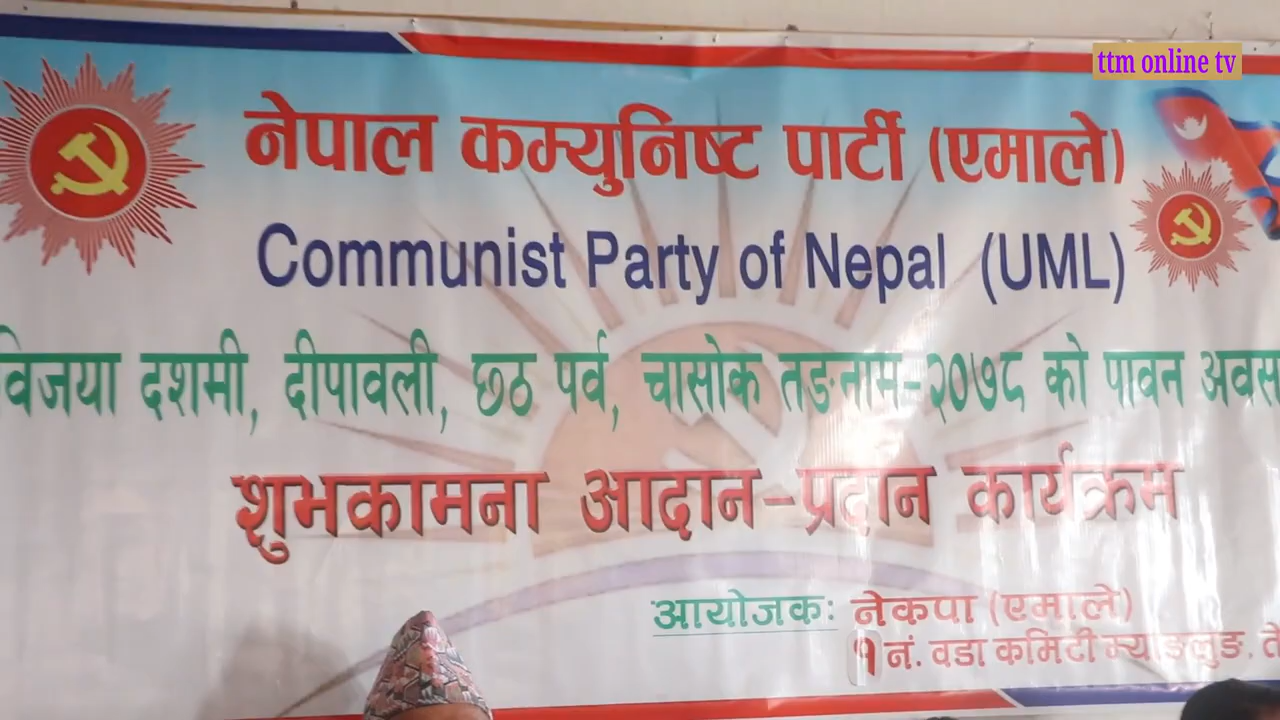 ttm online tv
नेपाल कम्युनिष्ट पार्टी (एमाले)
Communist Party of Nepal (UML)
विजया दशमी, दीपावली, छठ पर्व, चासोक तङनाम-२०७८ को पावन
शुभकामना आदान-प्रदान कार्यक्रम
आयोजकः नेकपा (एमाले)
१ नं. वडा कमिटी म्याङलुङ,